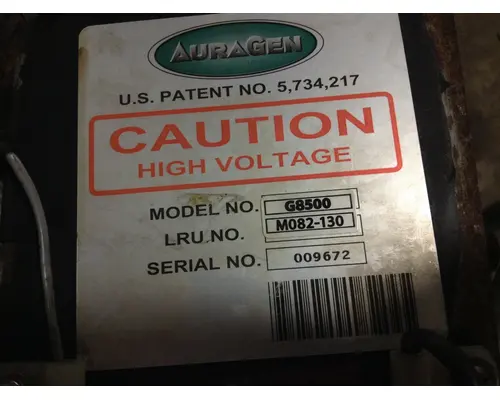 AURAGEN
U.S. PATENT NO. 5,734,217
CAUTION
HIGH VOLTAGE
MODEL NO. G8500
LRU NO. M082-130
SERIAL NO. 009672